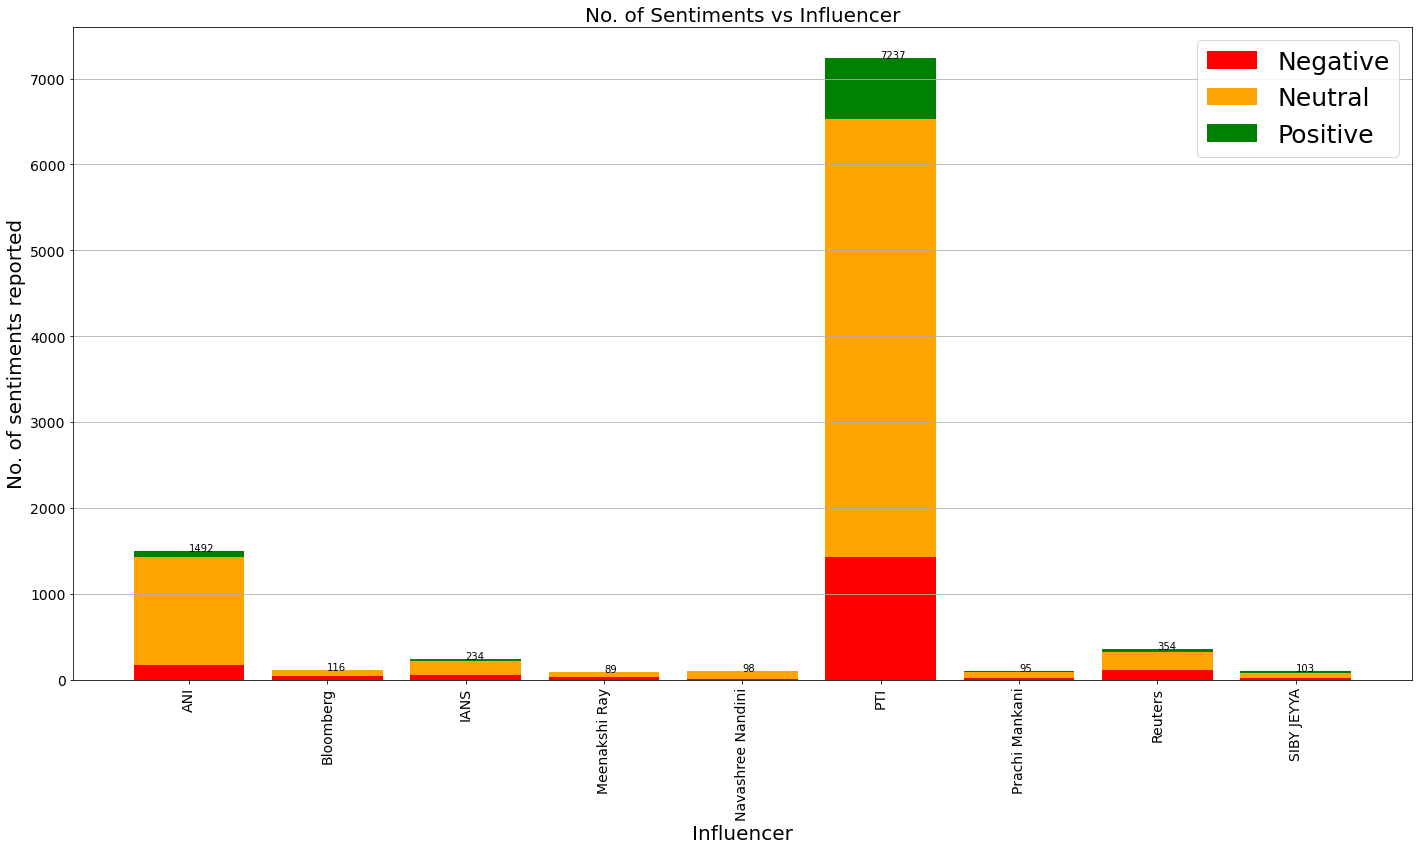 No. of Sentiments vs Influencer
Negative
Neutral
Positive
No. of sentiments reported
7000
6000
5000
4000
3000
2000
1000
0
1492
116
234
89
98
7237
95
354
103
ANI
Bloomberg
IANS
Meenakshi Ray
Navashree Nandini
PTI
Prachi Mankani
Reuters
SIBY JEYYA
Influencer